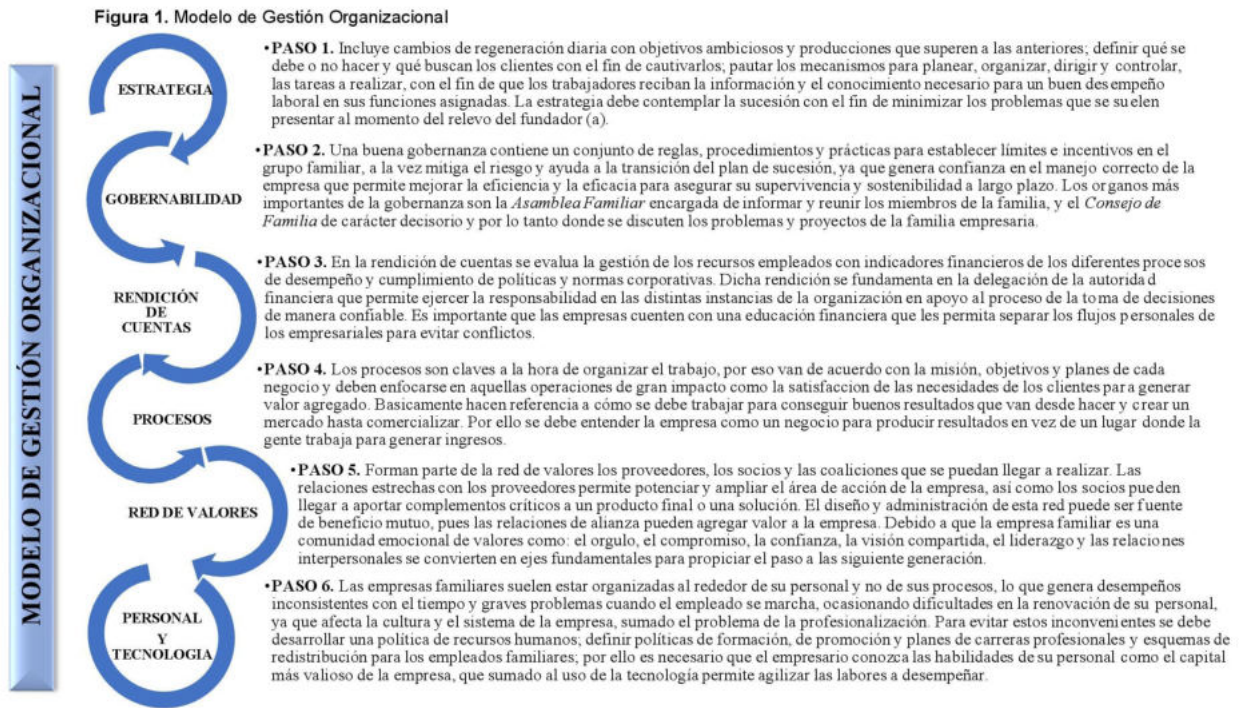 Figura 1. Modelo de Gestión Organizacional
MODELO DE GESTIÓN ORGANIZACIONAL
ESTRATEGIA
•PASO 1. Incluye cambios de regeneración diaria con objetivos ambiciosos y producciones que superen a las anteriores; definir qué se
debe o no hacer y qué buscan los clientes con el fin de cautivarlos; pautar los mecanismos para planear, organizar, dirigir y controlar,
las tareas a realizar, con el fin de que los trabajadores reciban la información y el conocimiento necesario para un buen desempeño
laboral en sus funciones asignadas. La estrategia debe contemplar la sucesión con el fin de minimizar los problemas que se suelen
presentar al momento del relevo del fundador (a).
GOBERNABILIDAD
•PASO 2. Una buena gobernanza contiene un conjunto de reglas, procedimientos y prácticas para establecer límites e incentivos en el
grupo familiar, a la vez mitiga el riesgo y ayuda a la transición del plan de sucesión, ya que genera confianza en el manejo correcto de la
empresa que permite mejorar la eficiencia y la eficacia para asegurar su supervivencia y sostenibilidad a largo plazo. Los organos más
importantes de la gobernanza son la Asamblea Familiar encargada de informar y reunir los miembros de la familia, y el Consejo de
Familia de carácter decisorio y por lo tanto donde se discuten los problemas y proyectos de la familia empresaria.
RENDICIÓN
DE
CUENTAS
•PASO 3. En la rendición de cuentas se evalua la gestión de los recursos empleados con indicadores financieros de los diferentes procesos
de desempeño y cumplimiento de políticas y normas corporativas. Dicha rendición se fundamenta en la delegación de la autoridad
financiera que permite ejercer la responsabilidad en las distintas instancias de la organización en apoyo al proceso de la toma de decisiones
de manera confiable. Es importante que las empresas cuenten con una educación financiera que les permita separar los flujos personales de
los empresariales para evitar conflictos.
PROCESOS
•PASO 4. Los procesos son claves a la hora de organizar el trabajo, por eso van de acuerdo con la misión, objetivos y planes de cada
negocio y deben enfocarse en aquellas operaciones de gran impacto como la satisfaccion de las necesidades de los clientes para generar
valor agregado. Basicamente hacen referencia a cómo se debe trabajar para conseguir buenos resultados que van desde hacer y crear un
mercado hasta comercializar. Por ello se debe entender la empresa como un negocio para producir resultados en vez de un lugar donde la
gente trabaja para generar ingresos.
RED DE VALORES
•PASO 5. Forman parte de la red de valores los proveedores, los socios y las coaliciones que se puedan llegar a realizar. Las
relaciones estrechas con los proveedores permite potenciar y ampliar el área de acción de la empresa, así como los socios pueden
llegar a aportar complementos críticos a un producto final o una solución. El diseño y administración de esta red puede ser fuente
de beneficio mutuo, pues las relaciones de alianza pueden agregar valor a la empresa. Debido a que la empresa familiar es una
comunidad emocional de valores como: el orgulo, el compromiso, la confianza, la visión compartida, el liderazgo y las relaciones
interpersonales se convierten en ejes fundamentales para propiciar el paso a las siguiente generación.
PERSONAL
Y
TECNOLOGIA
•PASO 6. Las empresas familiares suelen estar organizadas al rededor de su personal y no de sus procesos, lo que genera desempeños
inconsistentes con el tiempo y graves problemas cuando el empleado se marcha, ocasionando dificultades en la renovación de su personal,
ya que afecta la cultura y el sistema de la empresa, sumado el problema de la profesionalización. Para evitar estos inconvenientes se debe
desarrollar una política de recursos humanos; definir políticas de formación, de promoción y planes de carreras profesionales y esquemas de
redistribución para los empleados familiares; por ello es necesario que el empresario conozca las habilidades de su personal como el capital
más valioso de la empresa, que sumado al uso de la tecnología permite agilizar las labores a desempeñar.